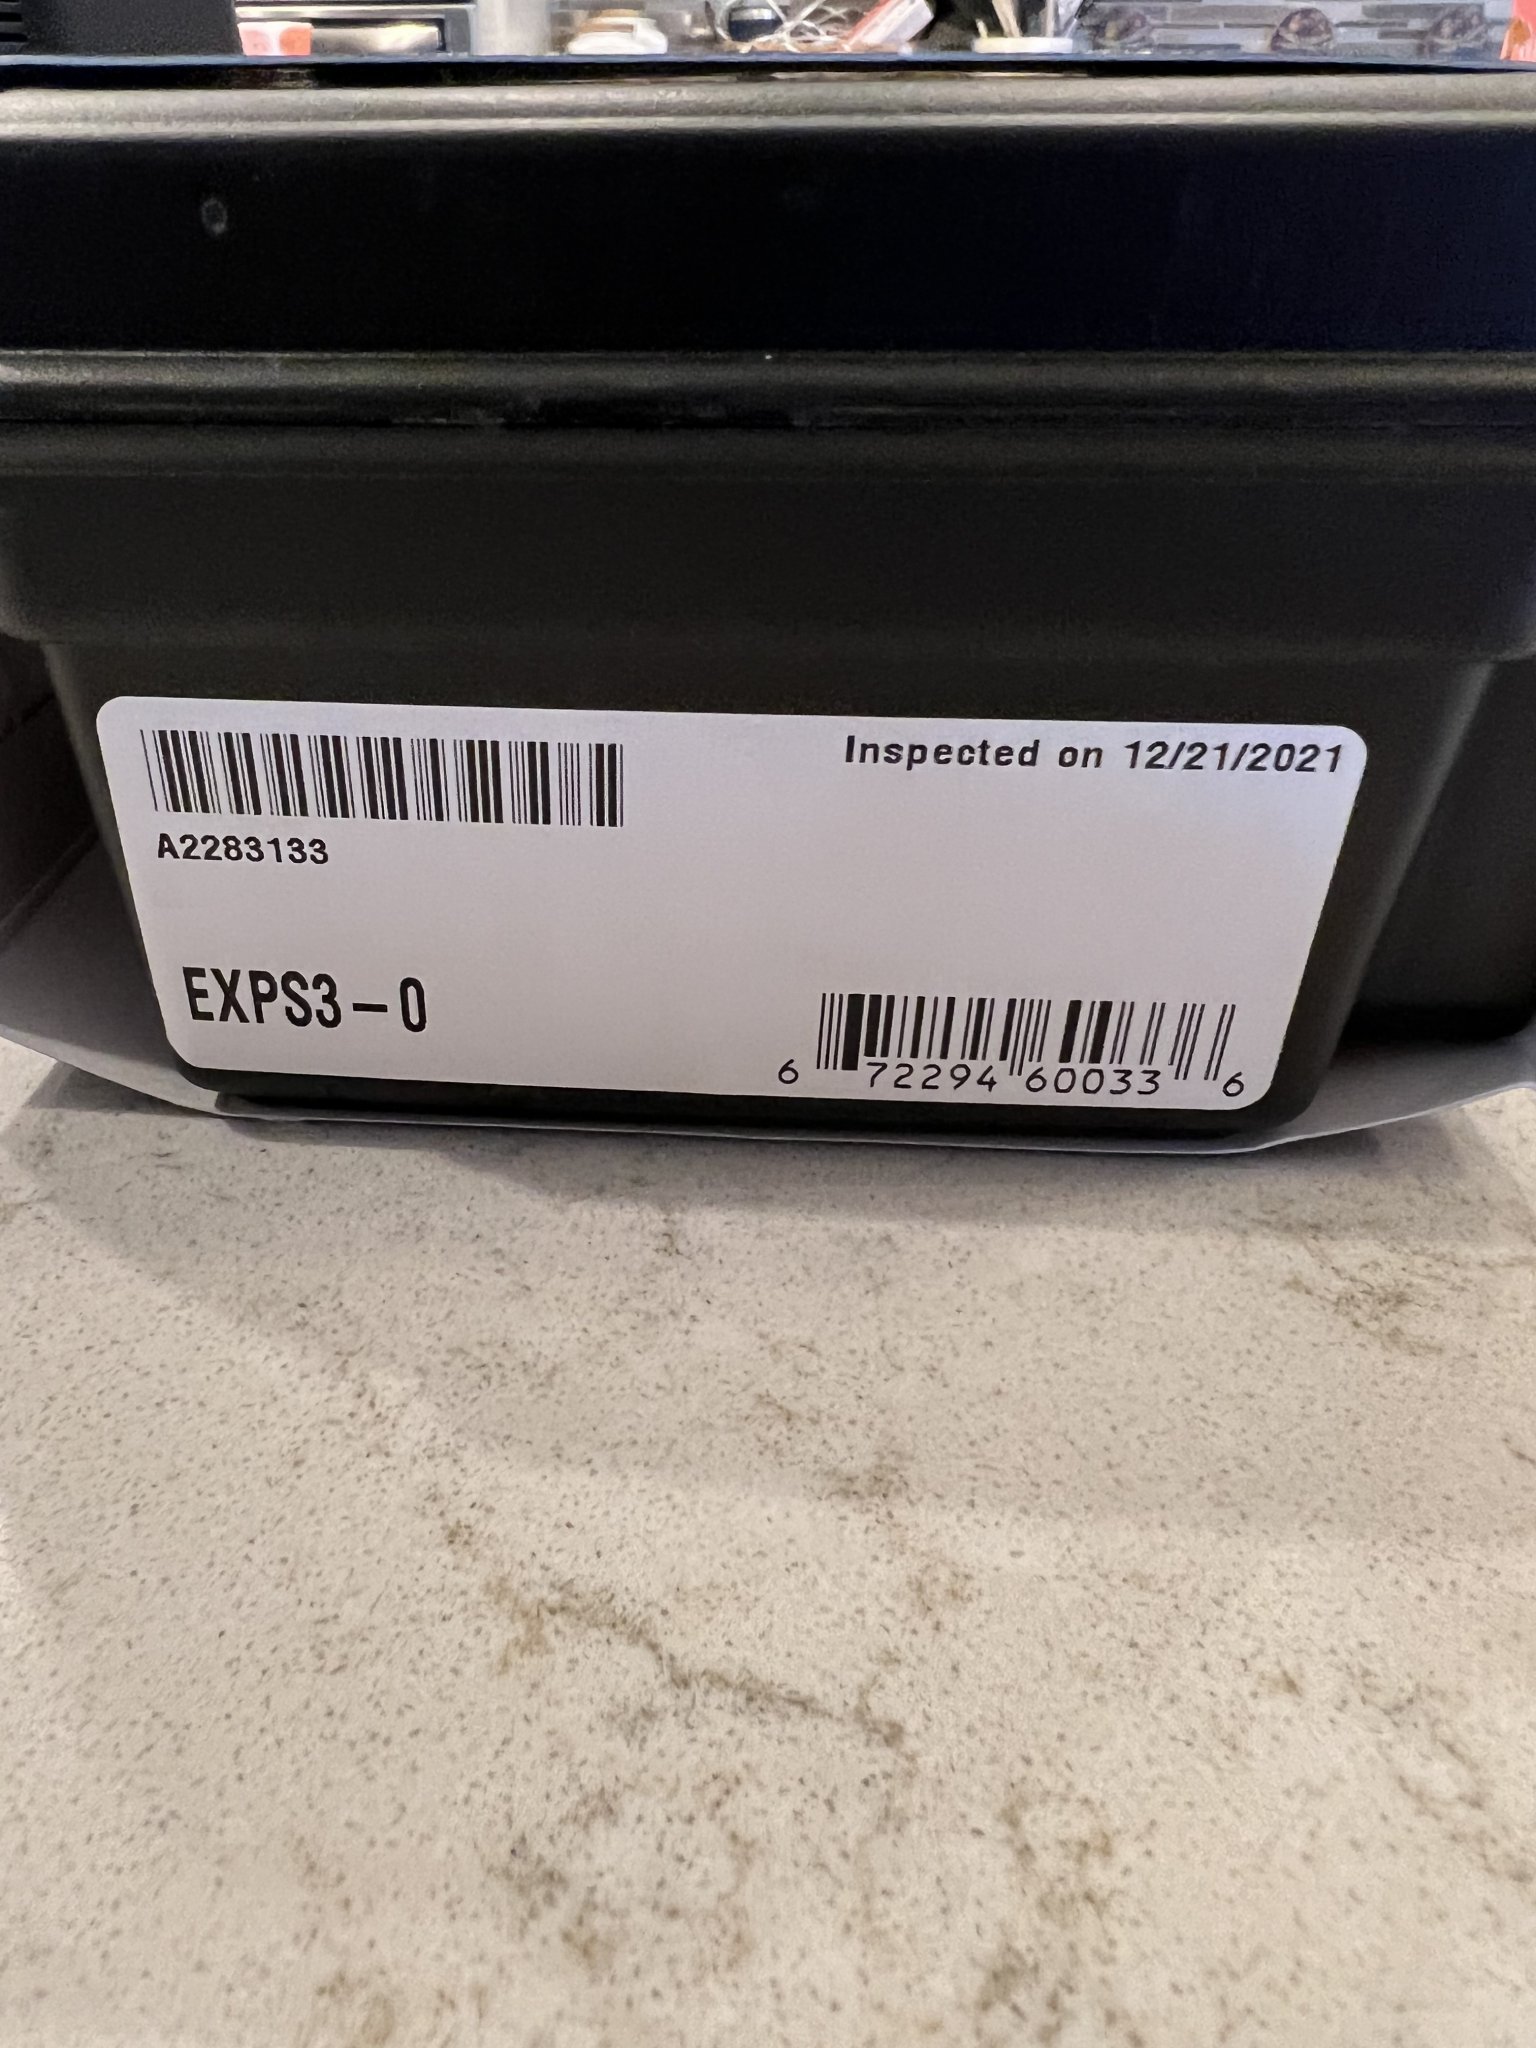 Inspected on 12/21/2021
A2283133
EXPS3-0
6 72294 60033 6